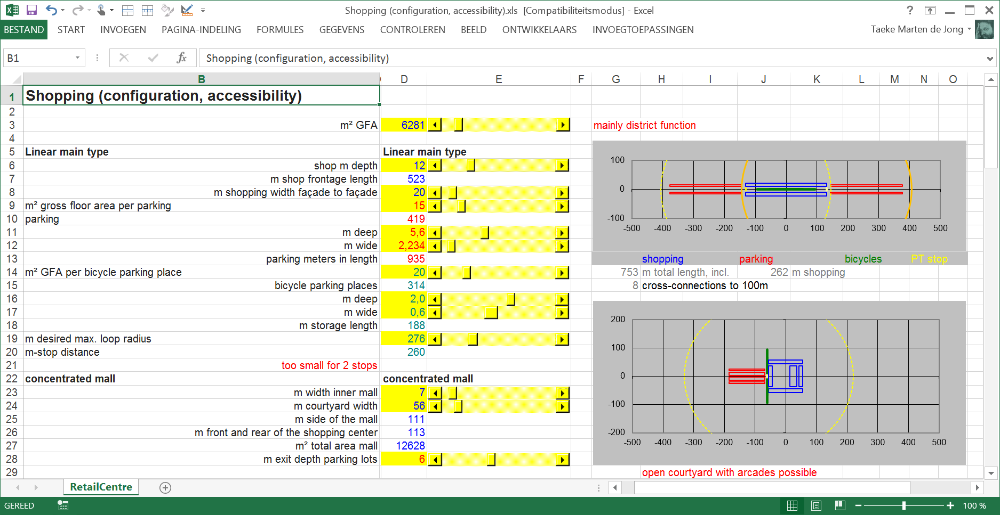 Shopping (configuration, accessibility).xls [Compatibiliteitsmodus] - Excel
?
BESTAND START INVOEGEN PAGINA-INDELING FORMULES GEGEVENS CONTROLEREN BEELD ONTWIKKELAARS INVOEGTOEPASSINGEN Taeke Marten de Jong
B1 fx Shopping (configuration, accessibility)
B D E F G H I J K L M N O
1 Shopping (configuration, accessibility)
2
3 m² GFA 6281 mainly district function
4
5 Linear main type Linear main type
6 shop m depth 12
7 m shop frontage length 523
8 m shopping width façade to façade 20
9 m² gross floor area per parking 15
10 parking 419
11 m deep 5,6
12 m wide 2,234
13 parking meters in length 935
14 m² GFA per bicycle parking place 20
15 bicycle parking places 314
16 m deep 2,0
17 m wide 0,6
18 m storage length 188
19 m desired max. loop radius 276
20 m-stop distance 260
21 too small for 2 stops
22 concentrated mall concentrated mall
23 m width inner mall 7
24 m courtyard width 56
25 m side of the mall 111
26 m front and rear of the shopping center 113
27 m² total area mall 12628
28 m exit depth parking lots 6
29
100
0
-100
-500 -400 -300 -200 -100 0 100 200 300 400 500
shopping parking bicycles PT stop
753 m total length, incl. 262 m shopping
8 cross-connections to 100m
200
100
0
-100
-200
-500 -400 -300 -200 -100 0 100 200 300 400 500
open courtyard with arcades possible
RetailCentre
GEREED 100 %